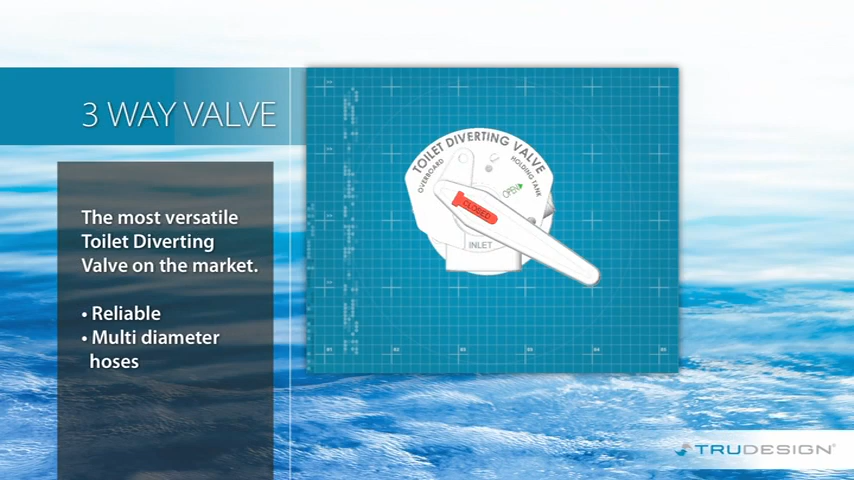 3 WAY VALVE
The most versatile
Toilet Diverting
Valve on the market.
• Reliable
• Multi diameter
hoses
TOILET DIVERTING VALVE
OVERBOARD
HOLDING TANK
OPEN
CLOSED
INLET
TRUDESIGN®